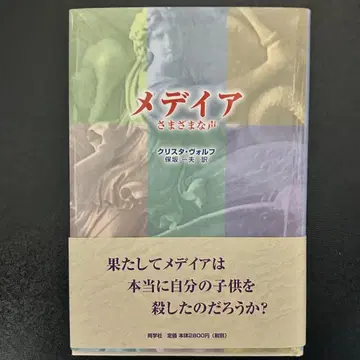 メデイア
さまざまな声
クリスタ・ヴォルフ
保坂一夫 訳
果たしてメデイアは
本当に自分の子供を
殺したのだろうか?
同学社/定価 本体2800円(税別)